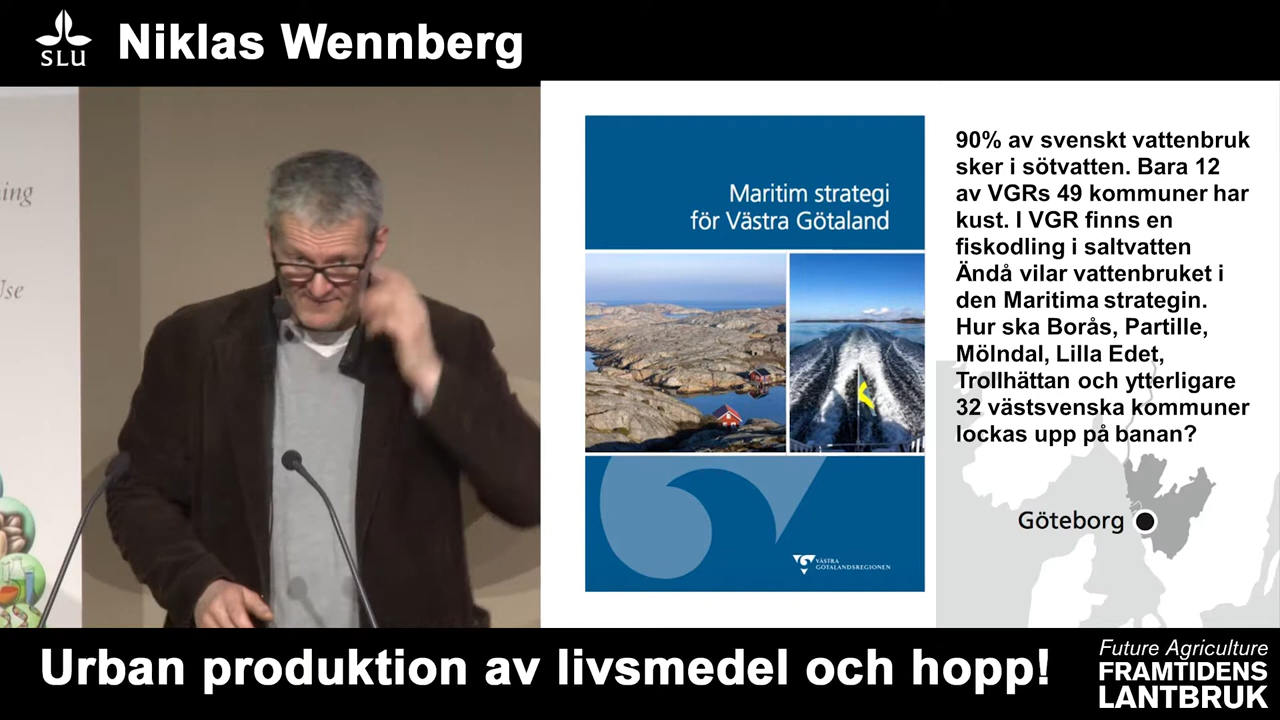 SLU
Niklas Wennberg
ning
Use
Maritim strategi
för Västra Götaland
VÄSTRA
GÖTALANDSREGIONEN
90% av svenskt vattenbruk
sker i sötvatten. Bara 12
av VGRs 49 kommuner har
kust. I VGR finns en
fiskodling i saltvatten
Ändå vilar vattenbruket i
den Maritima strategin.
Hur ska Borås, Partille,
Mölndal, Lilla Edet,
Trollhättan och ytterligare
32 västsvenska kommuner
lockas upp på banan?
Göteborg
Urban produktion av livsmedel och hopp!
Future Agriculture
FRAMTIDENS
LANTBRUK